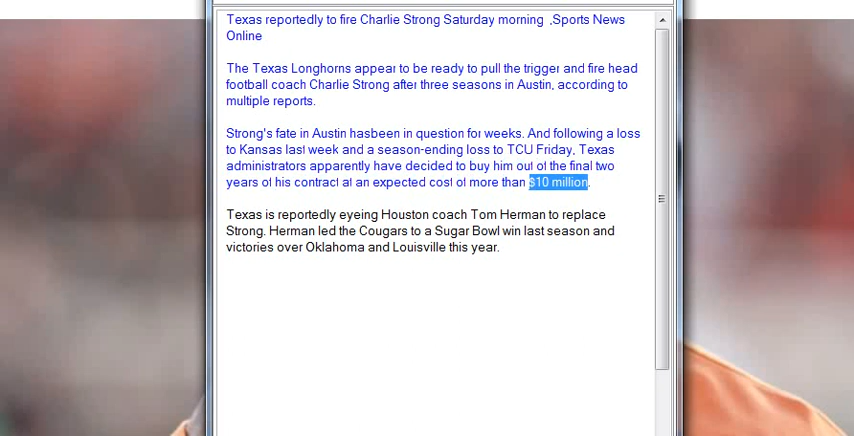 Texas reportedly to fire Charlie Strong Saturday morning ,Sports News
Online
The Texas Longhorns appear to be ready to pull the trigger and fire head
football coach Charlie Strong after three seasons in Austin, according to
multiple reports.
Strong's fate in Austin hasbeen in question for weeks. And following a loss
to Kansas last week and a season-ending loss to TCU Friday, Texas
administrators apparently have decided to buy him out of the final two
years of his contract at an expected cost of more than $10 million.
Texas is reportedly eyeing Houston coach Tom Herman to replace
Strong. Herman led the Cougars to a Sugar Bowl win last season and
victories over Oklahoma and Louisville this year.